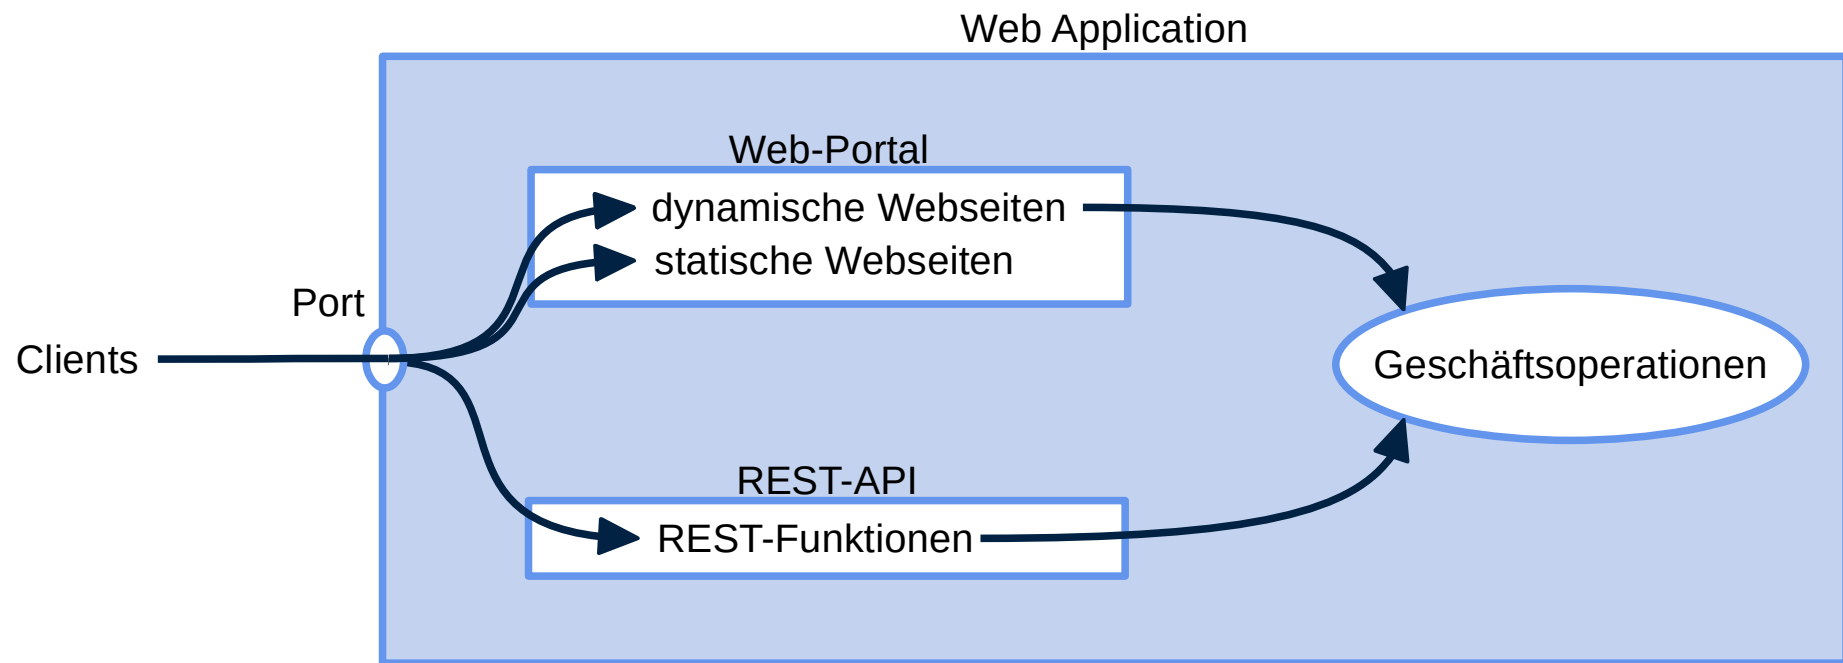 Web Application
Web-Portal
dynamische Webseiten
statische Webseiten
Port
Clients
Geschäftsoperationen
REST-API
REST-Funktionen